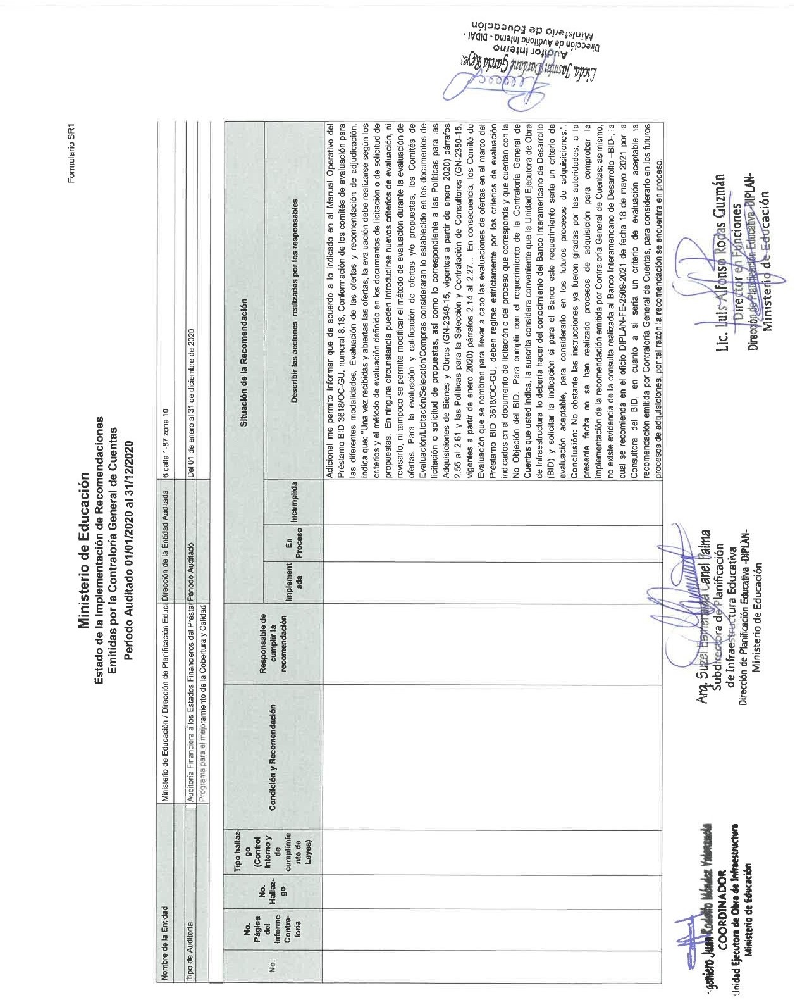 Formulario SR1
Ministerio de Educación
Estado de la Implementación de Recomendaciones
Emitidas por la Contraloría General de Cuentas
Período Auditado 01/01/2020 al 31/12/2020
Nombre de la Entidad
Ministerio de Educación / Dirección de Planificación Educa
Dirección de la Entidad Auditada
6 calle 1-87 zona 10
Tipo de Auditoría
Auditoría Financiera a los Estados Financieros del Préstar
Programa para el mejoramiento de la Cobertura y Calidad
Periodo Auditado
Del 01 de enero al 31 de diciembre de 2020
No.
No.
Página
del
Informe
Contra-
loría
No.
Hallaz-
go
Tipo hallaz-
go
(Control
Interno y
de
cumplimie
nto de
Leyes)
Condición y Recomendación
Responsable de
cumplir la
recomendación
Situación de la Recomendación
Implement
ada
En
Proceso
Incumplida
Describir las acciones realizadas por los responsables
Adicional me permito informar que de acuerdo a lo indicado en al Manual Operativo del
Préstamo BID 3618/OC-GU, numeral 8.18, Conformación de los comités de evaluación para
las diferentes modalidades, Evaluación de las ofertas y recomendación de adjudicación,
indica que: "Una vez recibidas y abiertas las ofertas, la evaluación debe realizarse según los
criterios y el método de evaluación definido en los documentos de licitación o de solicitud de
propuestas. En ninguna circunstancia pueden introducirse nuevos criterios de evaluación, ni
revisarlo, ni tampoco se permite modificar el método de evaluación durante la evaluación de
ofertas. Para la evaluación y calificación de ofertas y/o propuestas, los Comités de
Evaluación/Licitación/Selección/Compras consideraran lo establecido en los documentos de
licitación o solicitud de propuestas, así como lo correspondiente a las Políticas para las
Adquisiciones de Bienes y Obras (GN-2349-15, vigentes a partir de enero 2020) párrafos
2.55 al 2.61 y las Políticas para la Selección y Contratación de Consultores (GN-2350-15,
vigentes a partir de enero 2020) párrafos 2.14 al 2.27... En consecuencia, los Comité de
Evaluación que se nombren para llevar a cabo las evaluaciones de ofertas en el marco del
Préstamo BID 3618/OC-GU, deben regirse estrictamente por los criterios de evaluación
indicados en el documento de licitación o del proceso que corresponda y que cuentan con la
No Objeción del BID. Para cumplir con el requerimiento de la Contraloría General de
Cuentas que usted indica, la suscrita considera conveniente que la Unidad Ejecutora de Obra
de Infraestructura, lo debería hacer del conocimiento del Banco Interamericano de Desarrollo
(BID) y solicitar la indicación si para el Banco este requerimiento sería un criterio de
evaluación aceptable, para considerarlo en los futuros procesos de adquisiciones.".
Conclusión: No obstante las instrucciones ya fueron giradas por las autoridades, a la
presente fecha no se han realizado procesos de adquisición para comprobar la
implementación de la recomendación emitida por Contraloría General de Cuentas; asimismo,
no existe evidencia de la consulta realizada al Banco Interamericano de Desarrollo –BID-, la
cual se recomienda en el oficio DIPLAN-FE-2509-2021 de fecha 18 de mayo 2021 por la
Consultora del BID, en cuanto a si sería un criterio de evaluación aceptable la
recomendación emitida por Contraloría General de Cuentas, para considerarlo en los futuros
procesos de adquisiciones, por tal razón la recomendación se encuentra en proceso.
geniero Juan Rodolfo Méndez Valenzuela
COORDINADOR
Unidad Ejecutora de Obra de Infraestructura
Ministerio de Educación
Arq. Suzel Esmeralda Canel Palma
Subdirectora de Planificación
de Infraestructura Educativa
Dirección de Planificación Educativa -DIPLAN-
Ministerio de Educación
Lic. Luis Alfonso Rodas Guzmán
Director en Funciones
Dirección de Planificación Educativa -DIPLAN-
Ministerio de Educación
Licda. Jasmín García Reyes
Auditor Interno
Dirección de Auditoría Interna - DIDAI -
Ministerio de Educación